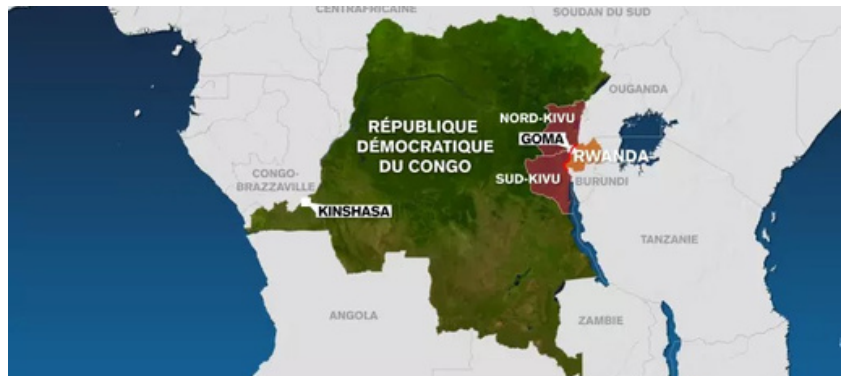 CENTRAFRICAINE
SOUDAN DU SUD
OUGANDA
NORD-KIVU
RÉPUBLIQUE
DÉMOCRATIQUE
DU CONGO
GOMA
RWANDA
CONGO-
BRAZZAVILLE
SUD-KIVU
BURUNDI
KINSHASA
TANZANIE
ANGOLA
ZAMBIE